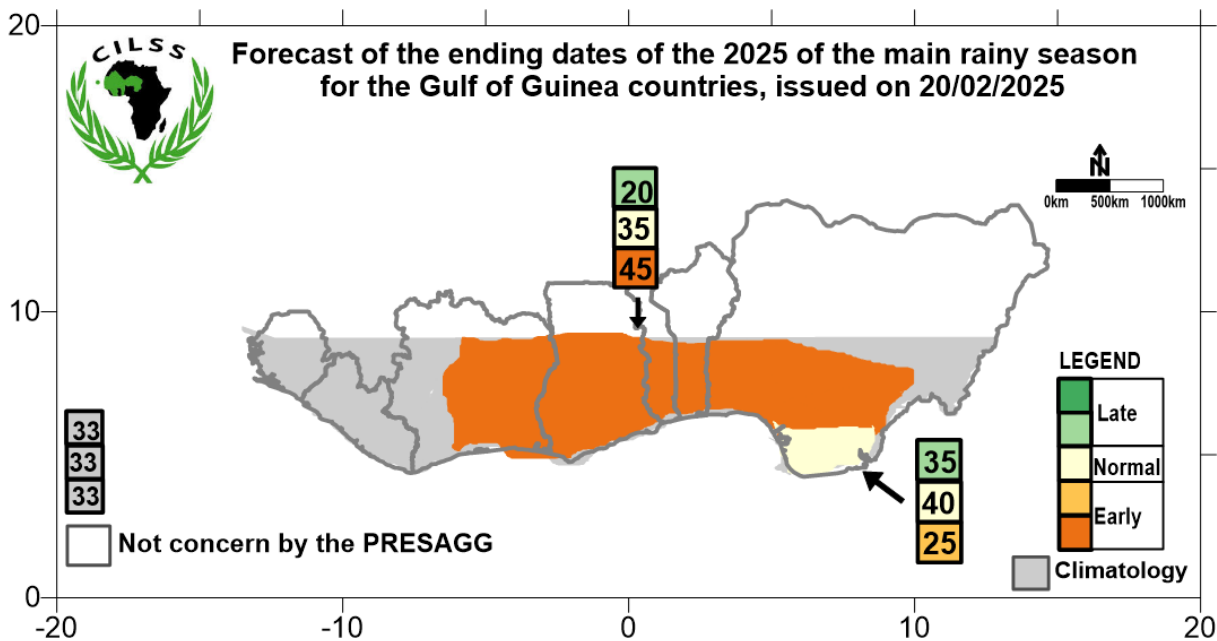 20
CILSS
Forecast of the ending dates of the 2025 of the main rainy season
for the Gulf of Guinea countries, issued on 20/02/2025
N
0km 500km 1000km
20
35
45
10
LEGEND
Late
Normal
Early
33
33
33
35
40
25
Not concern by the PRESAGG
Climatology
0
-20 -10 0 10 20